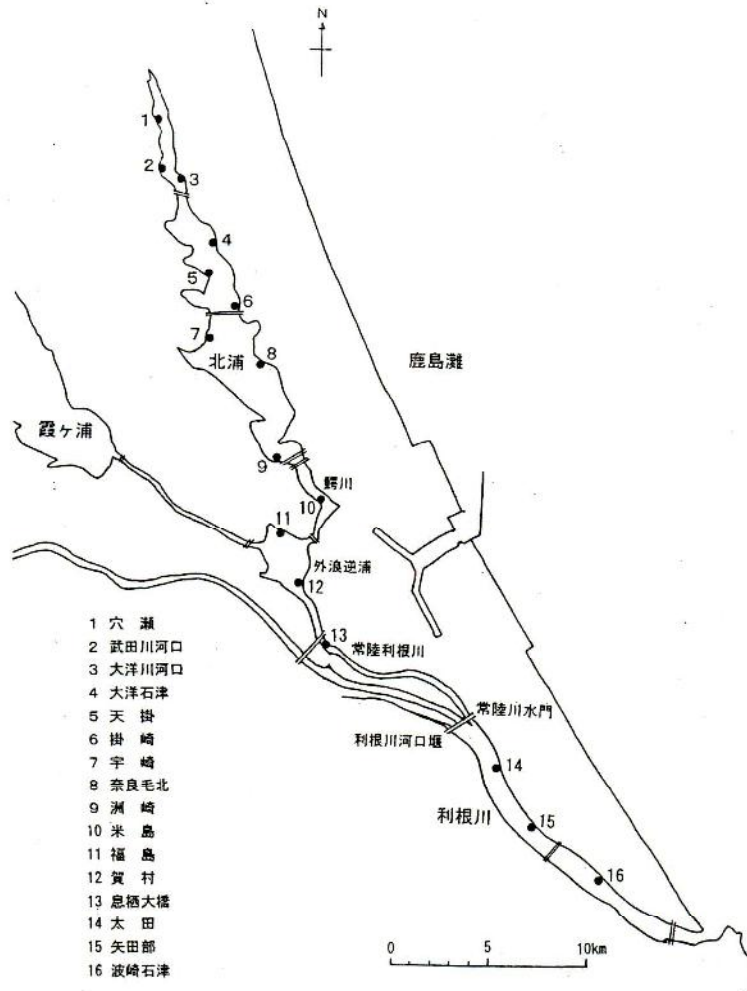 N
1
2
3
4
5
6
7
北浦
8
鹿島灘
霞ヶ浦
9
鰐川
10
11
外浪逆浦
12
13
常陸利根川
常陸川水門
利根川河口堰
14
利根川
15
16
1 穴瀬
2 武田川河口
3 大洋川河口
4 大洋石津
5 天掛
6 掛崎
7 宇崎
8 奈良毛北
9 洲崎
10 米島
11 福島
12 賀村
13 息栖大橋
14 太田
15 矢田部
16 波崎石津
0 5 10km